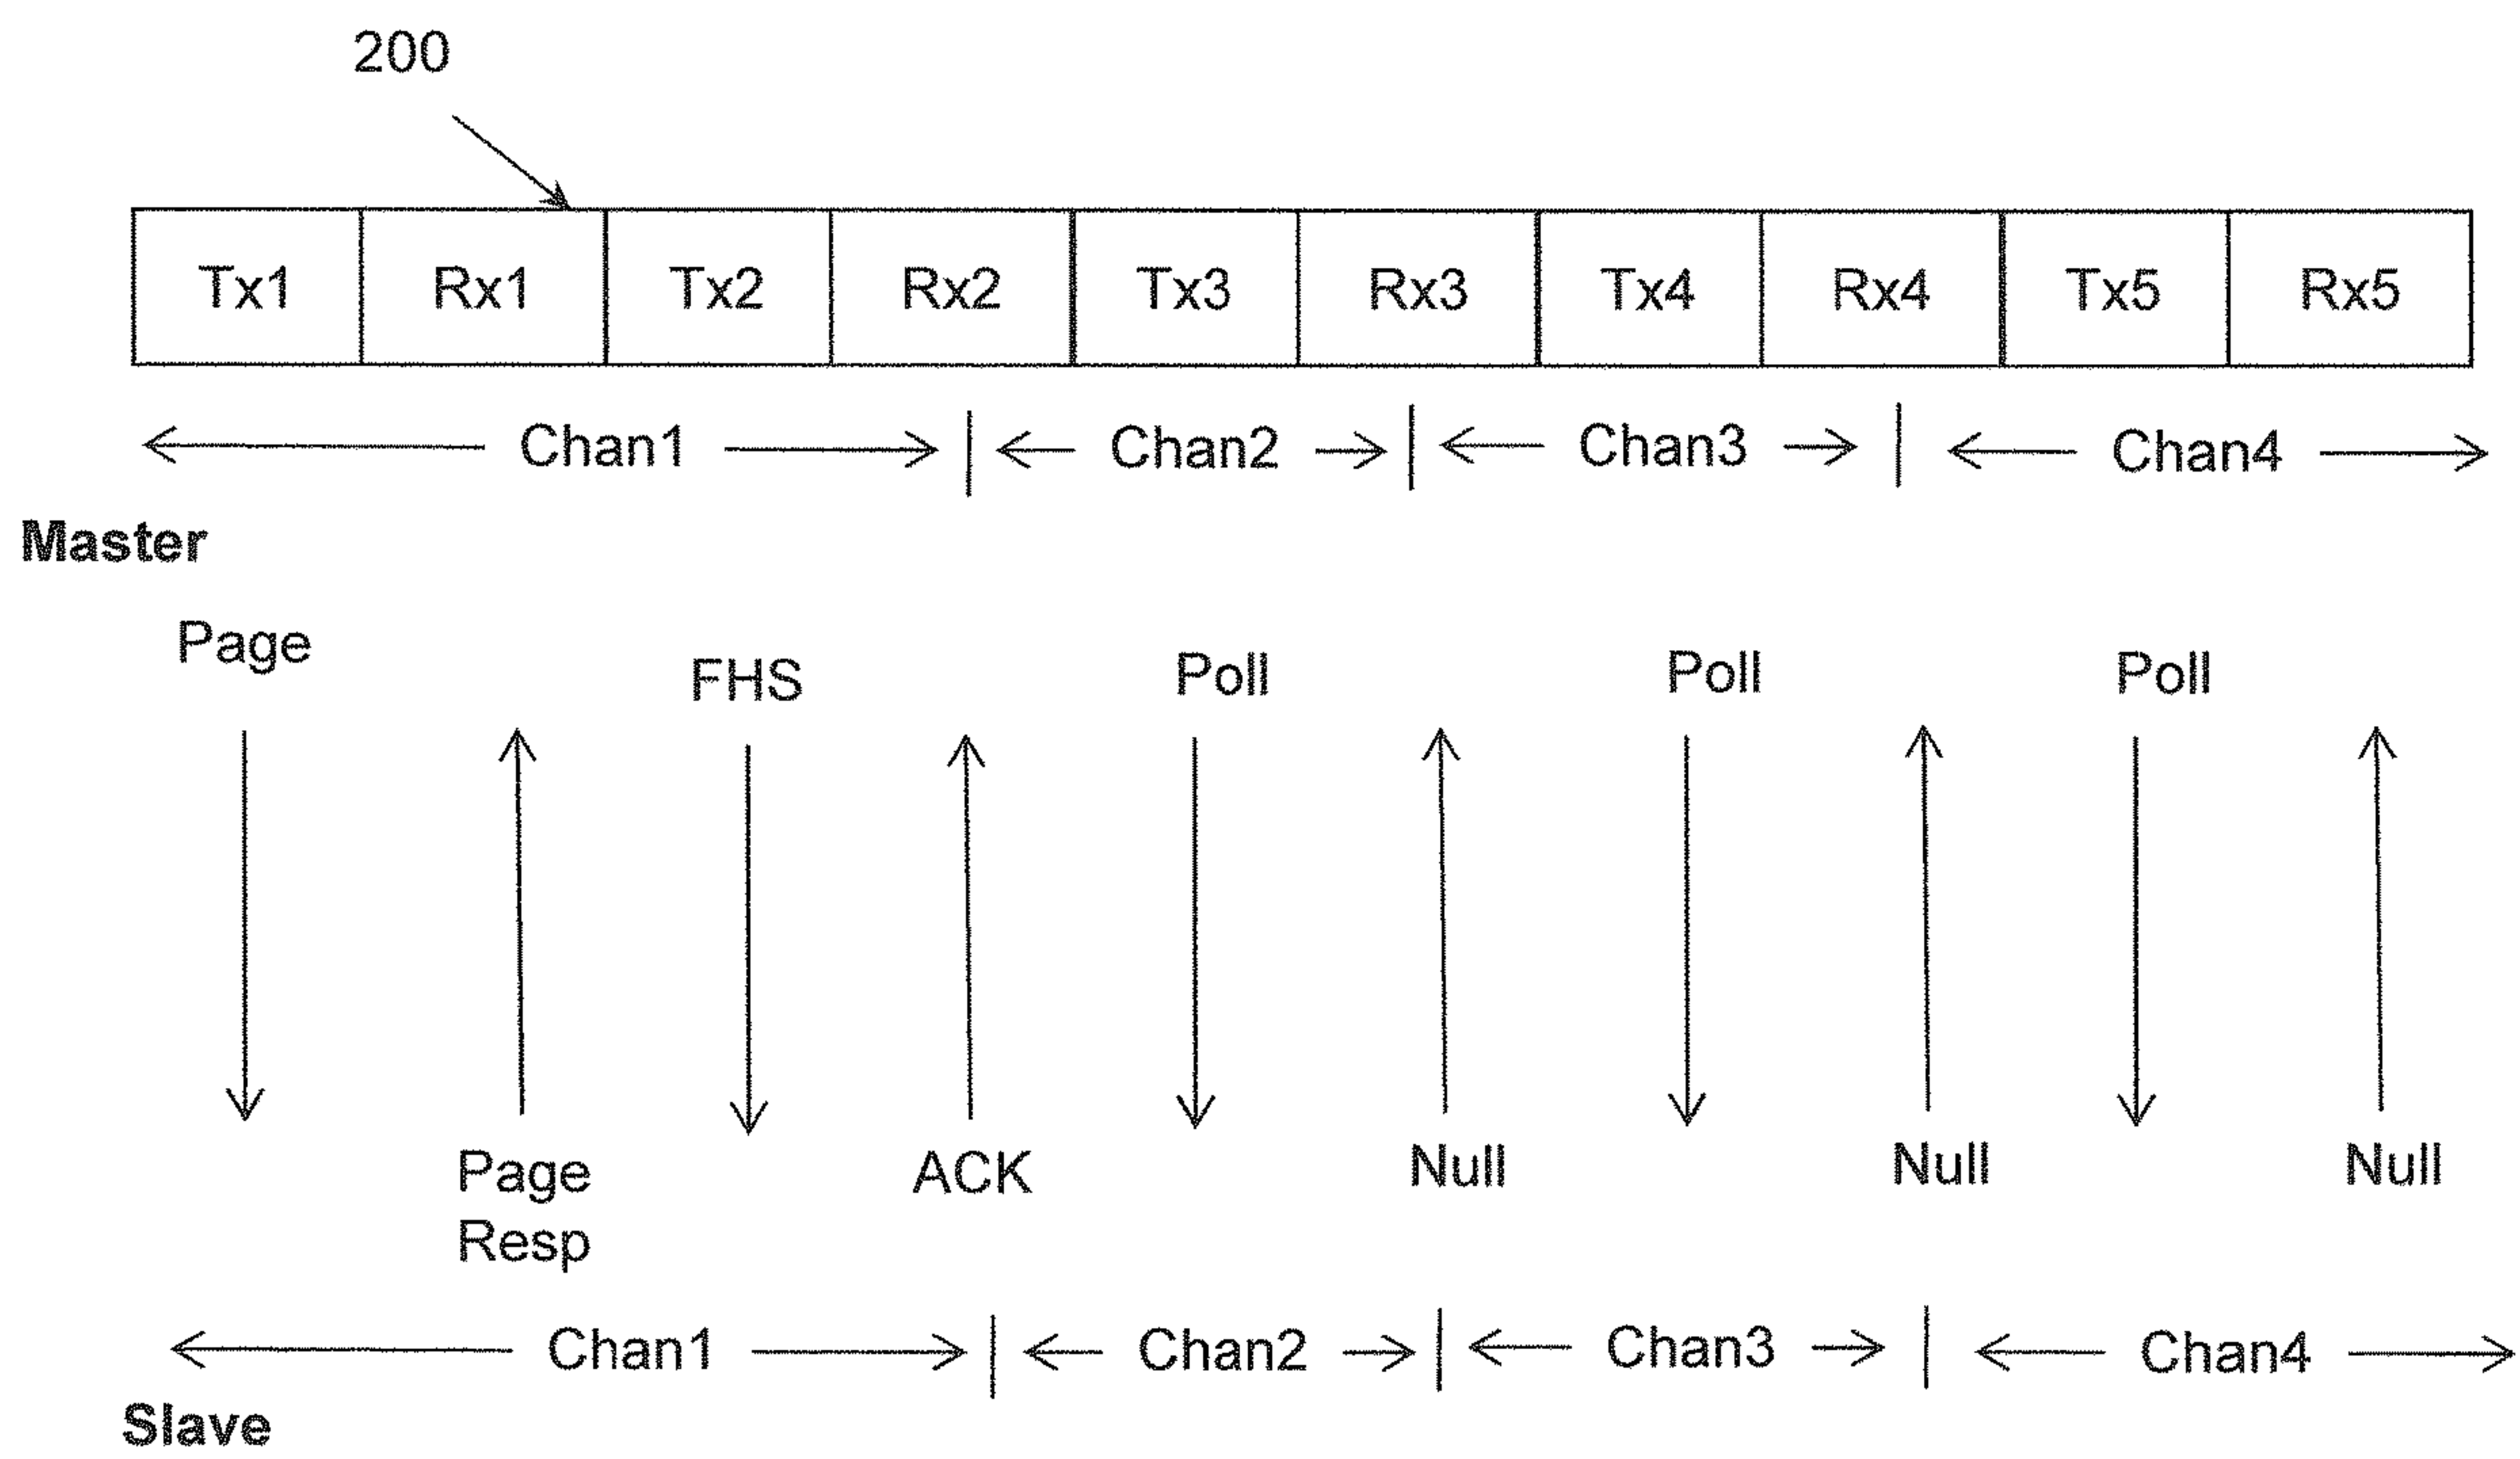 200
Tx1 Rx1 Tx2 Rx2 Tx3 Rx3 Tx4 Rx4 Tx5 Rx5
Chan1 Chan2 Chan3 Chan4
Master
Page FHS Poll Poll Poll
Page ACK Null Null Null
Resp
Chan1 Chan2 Chan3 Chan4
Slave